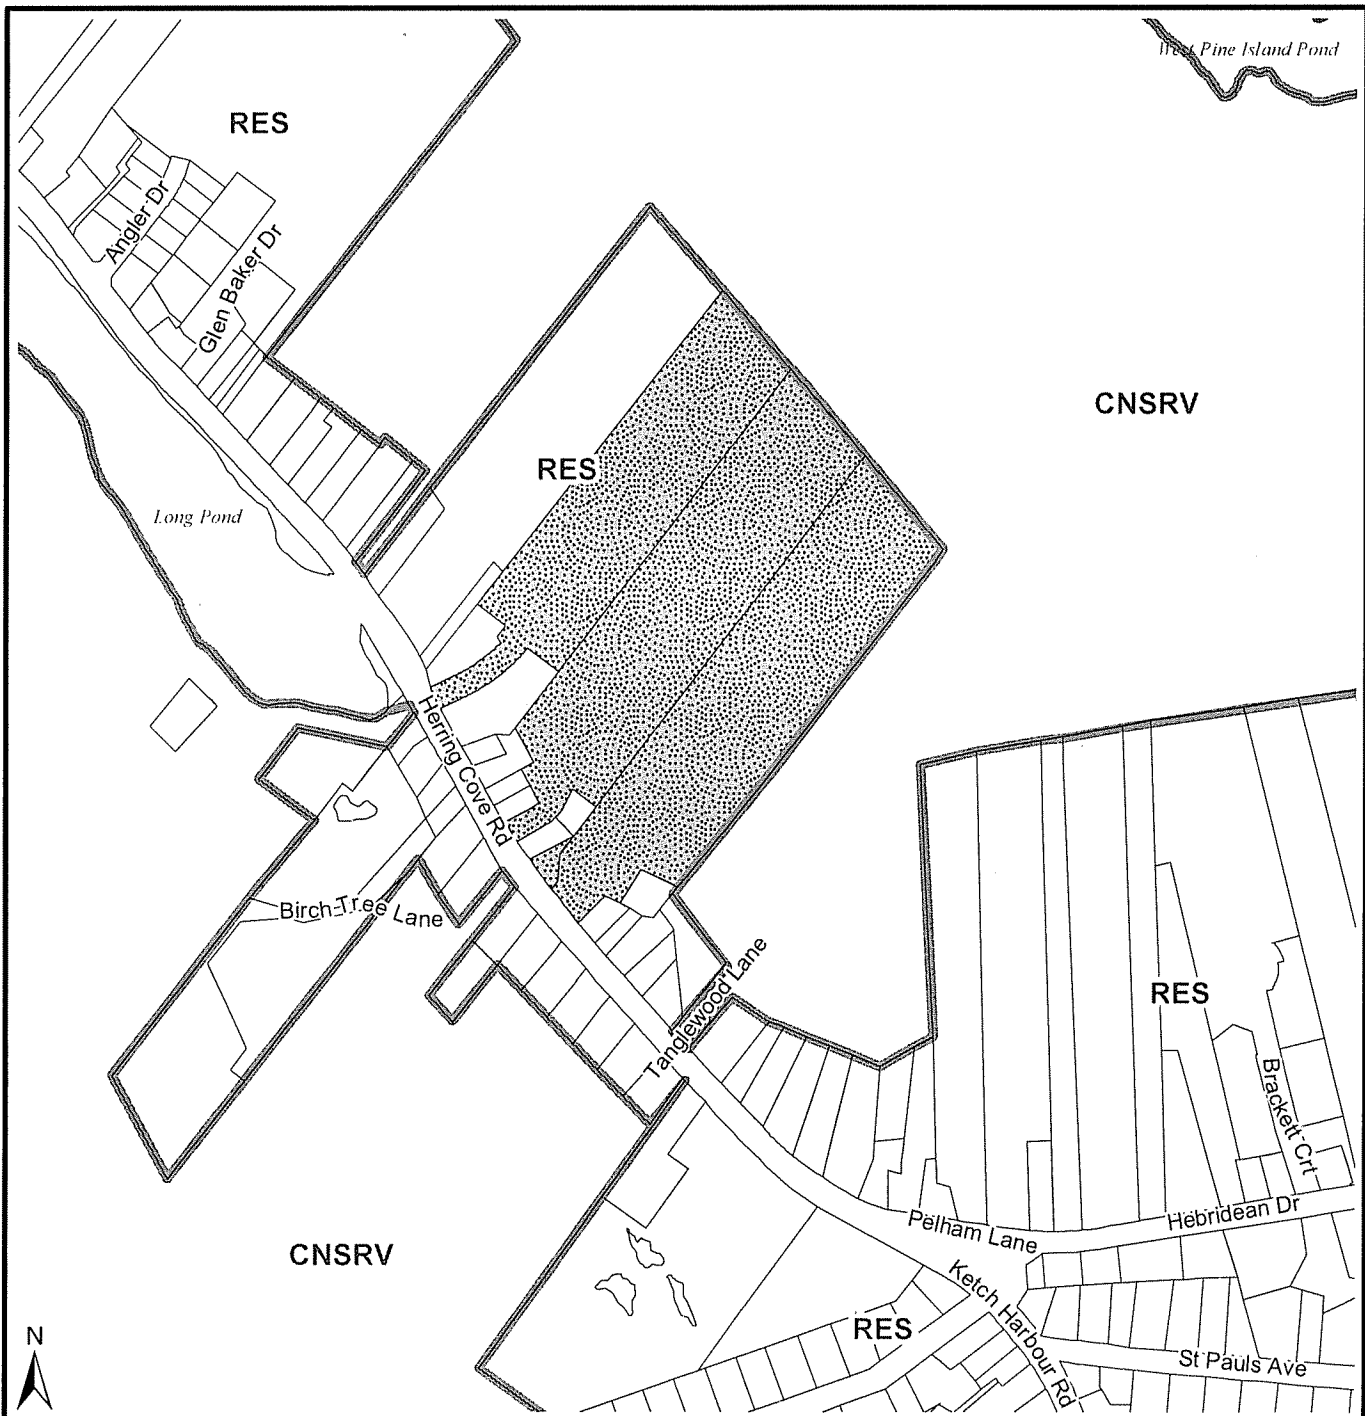 West Pine Island Pond
RES
Angler Dr
Glen Baker Dr
CNSRV
RES
Long Pond
Herring Cove Rd
Birch Tree Lane
Tanglewood Lane
RES
Brackett Crt
Hebridean Dr
Pelham Lane
CNSRV
Ketch Harbour Rd
RES
N
St Pauls Ave